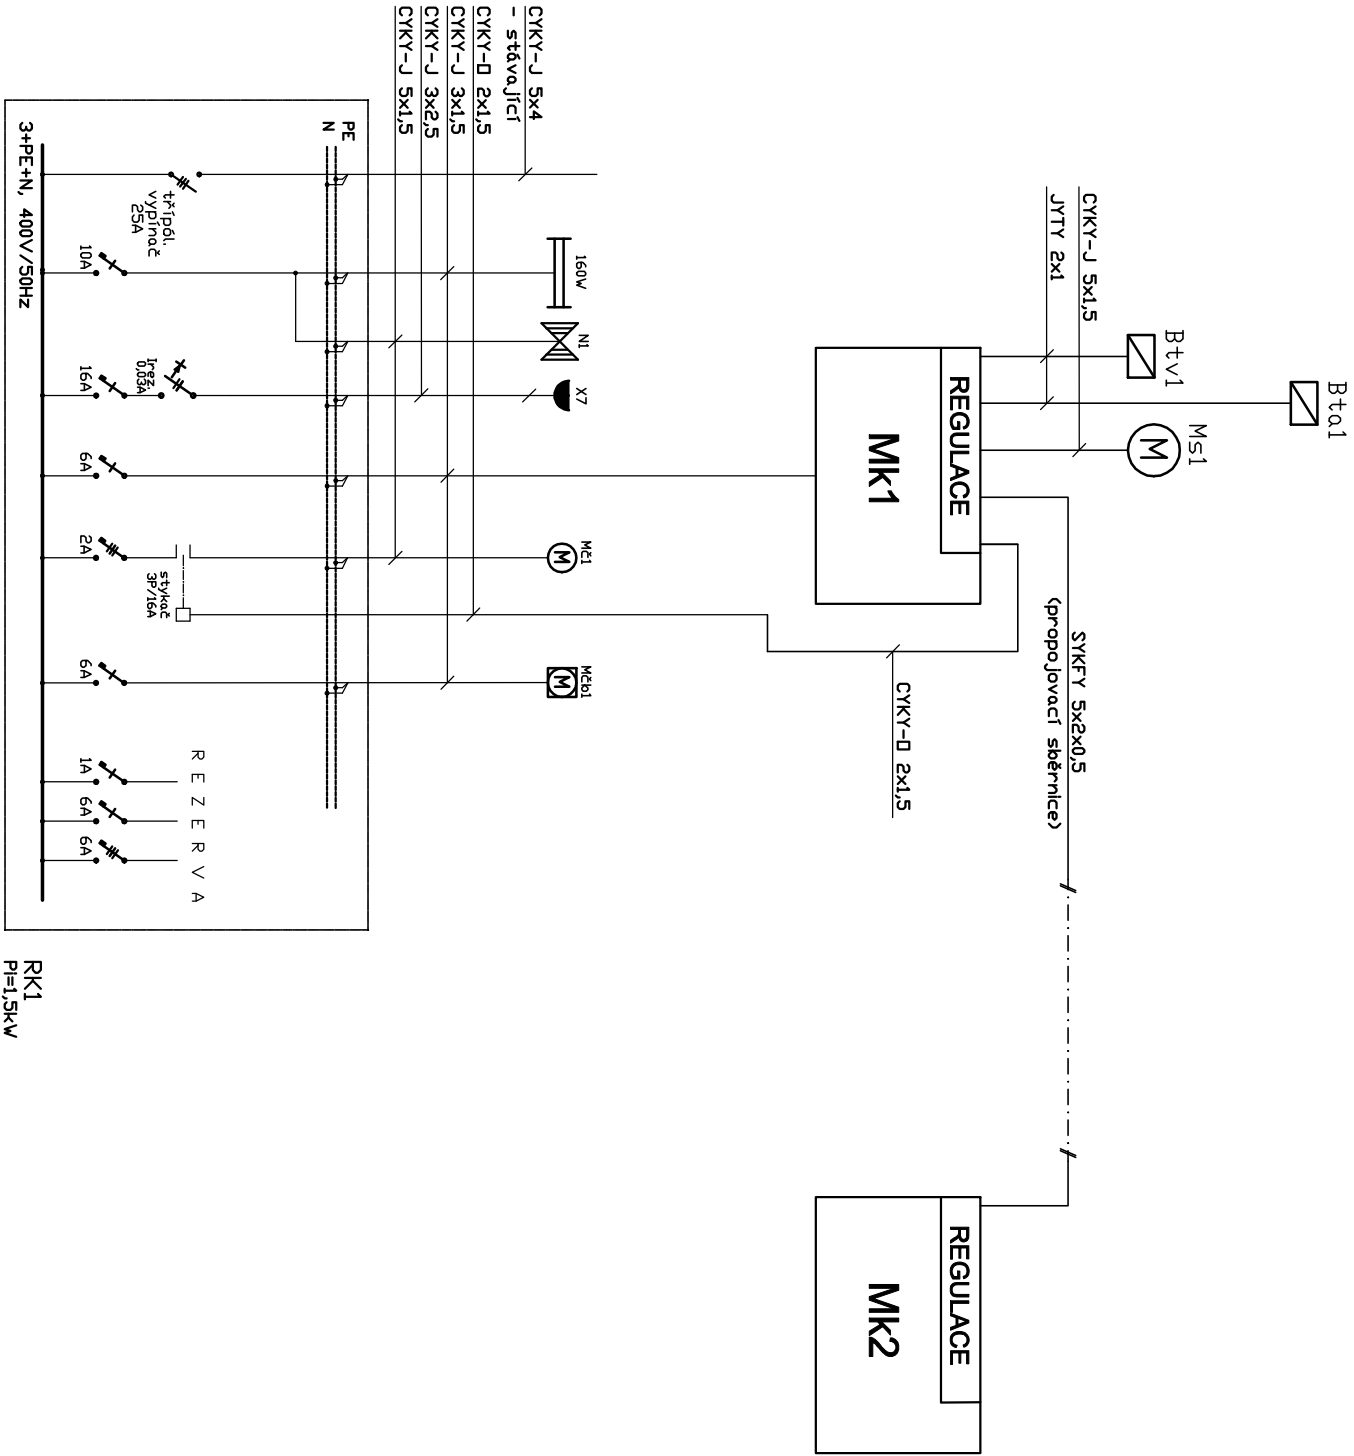 Bta1
Btv1
Ms1
CYKY-J 5x1,5
JYTY 2x1
SYKFY 5x2x0,5
(propojovací sběrnice)
REGULACE
Mk1
REGULACE
Mk2
CYKY-O 2x1,5
160W
N1
X7
Mč1
Mčb1
CYKY-J 5x4
- stávající
CYKY-O 2x1,5
CYKY-J 3x1,5
CYKY-J 3x2,5
CYKY-J 5x1,5
PE
N
třípól.
vypínač
25A
Irez.
0,03A
stykač
3P/16A
R E Z E R V A
10A
16A
6A
2A
6A
1A
6A
6A
3+PE+N, 400V/50Hz
RK1
Pi=1,5kW